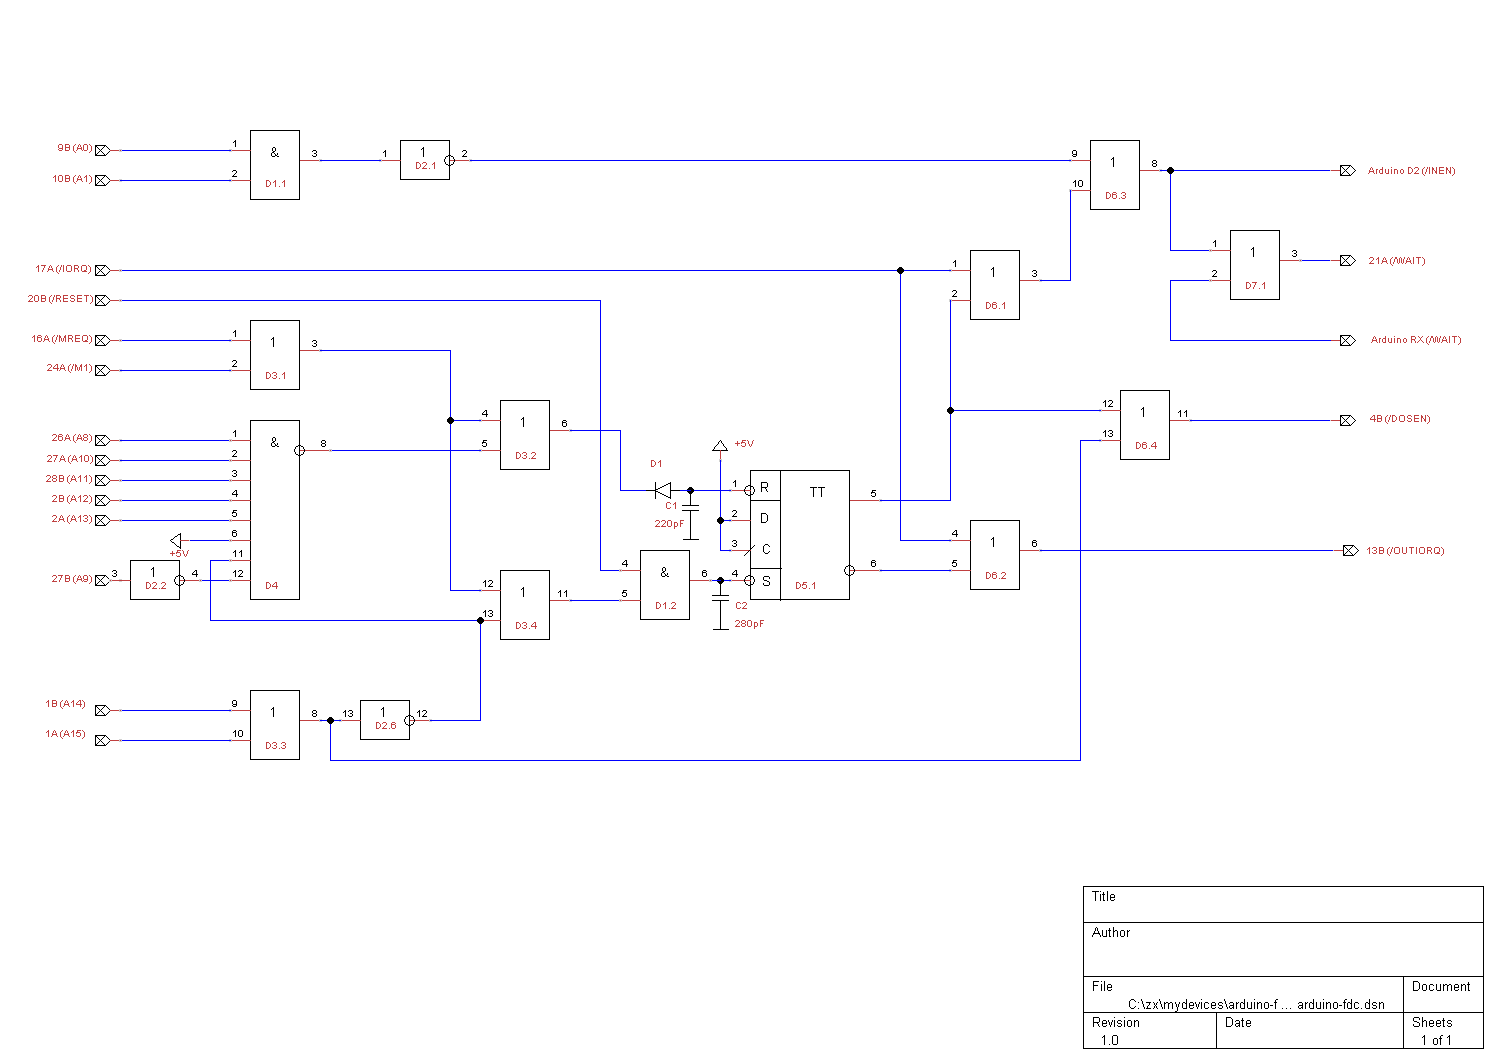 9B(A0)
1
&
3
D1.1
10B(A1)
2
1
1
D2.1
2
9
1
8
10
D6.3
Arduino D2(/INEN)
17A(/IORQ)
20B(/RESET)
1
1
3
2
D6.1
1
1
3
2
D7.1
21A(/WAIT)
Arduino RX(/WAIT)
16A(/MREQ)
24A(/M1)
1
1
3
2
D3.1
4
1
6
5
D3.2
26A(A8)
27A(A10)
28B(A11)
2B(A12)
2A(A13)
27B(A9)
1
&
8
2
3
4
5
6
11
12
D4
+5V
3
1
4
D2.2
D1
C1
220pF
+5V
1
R
TT
5
2
D
3
C
4
S
D5.1
6
12
1
11
13
D6.4
4B(/DOSEN)
4
1
6
5
D6.2
13B(/OUTIORQ)
12
1
11
13
D3.4
4
&
6
5
D1.2
C2
280pF
1B(A14)
1A(A15)
9
1
8
10
D3.3
13
1
12
D2.6
Title
Author
File
Document
C:\zx\mydevices\arduino-f ... arduino-fdc.dsn
Revision
Date
Sheets
1.0
1 of 1